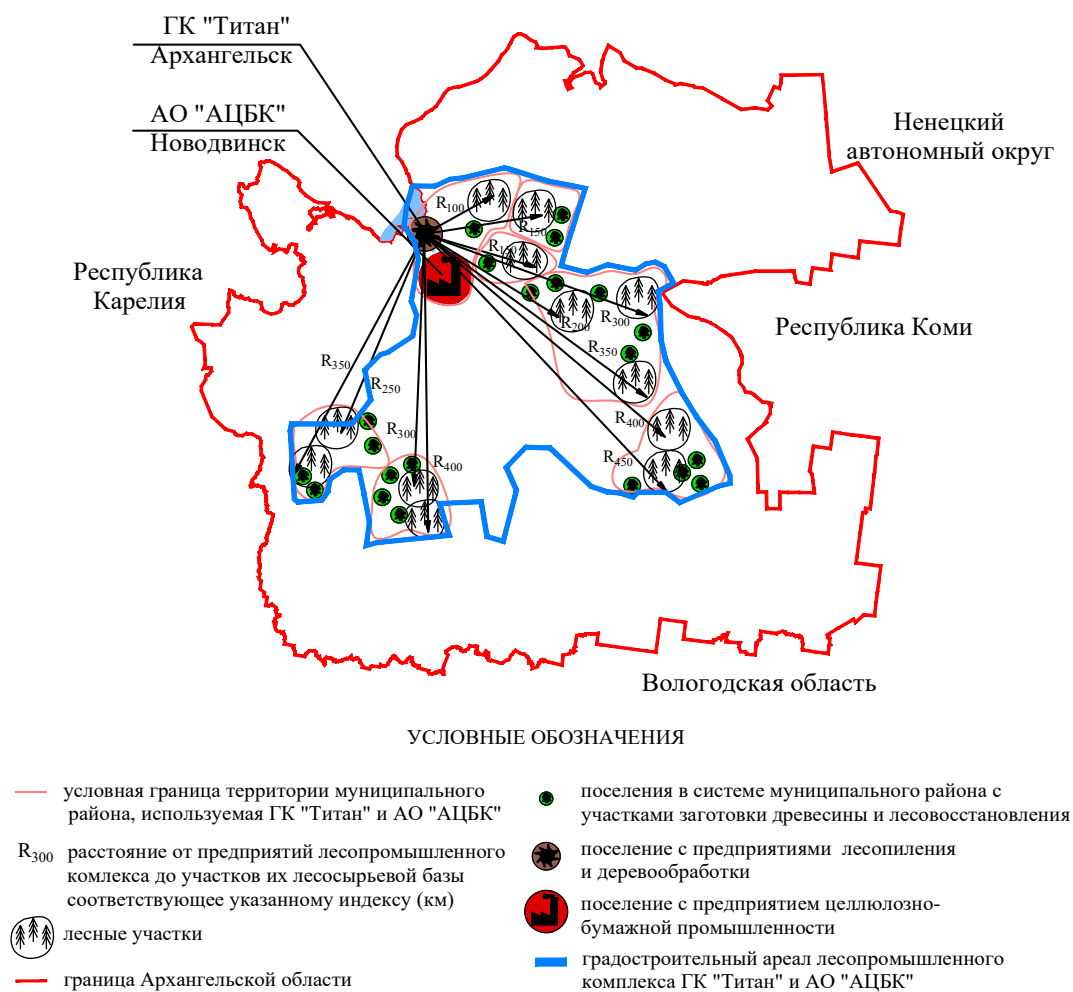 ГК "Титан"
Архангельск
АО "АЦБК"
Новодвинск
Ненецкий
автономный округ
Республика
Карелия
Республика Коми
Вологодская область
R100
R150
R150
R200
R300
R350
R350
R250
R300
R400
R400
R450
УСЛОВНЫЕ ОБОЗНАЧЕНИЯ
условная граница территории муниципального
района, используемая ГК "Титан" и АО "АЦБК"
R300 расстояние от предприятий лесопромышленного
комлекса до участков их лесосырьевой базы
соответствующее указанному индексу (км)
лесные участки
граница Архангельской области
поселения в системе муниципального района с
участками заготовки древесины и лесовосстановления
поселение с предприятиями лесопиления
и деревообработки
поселение с предприятием целлюлозно-
бумажной промышленности
градостроительный ареал лесопромышленного
комплекса ГК "Титан" и АО "АЦБК"